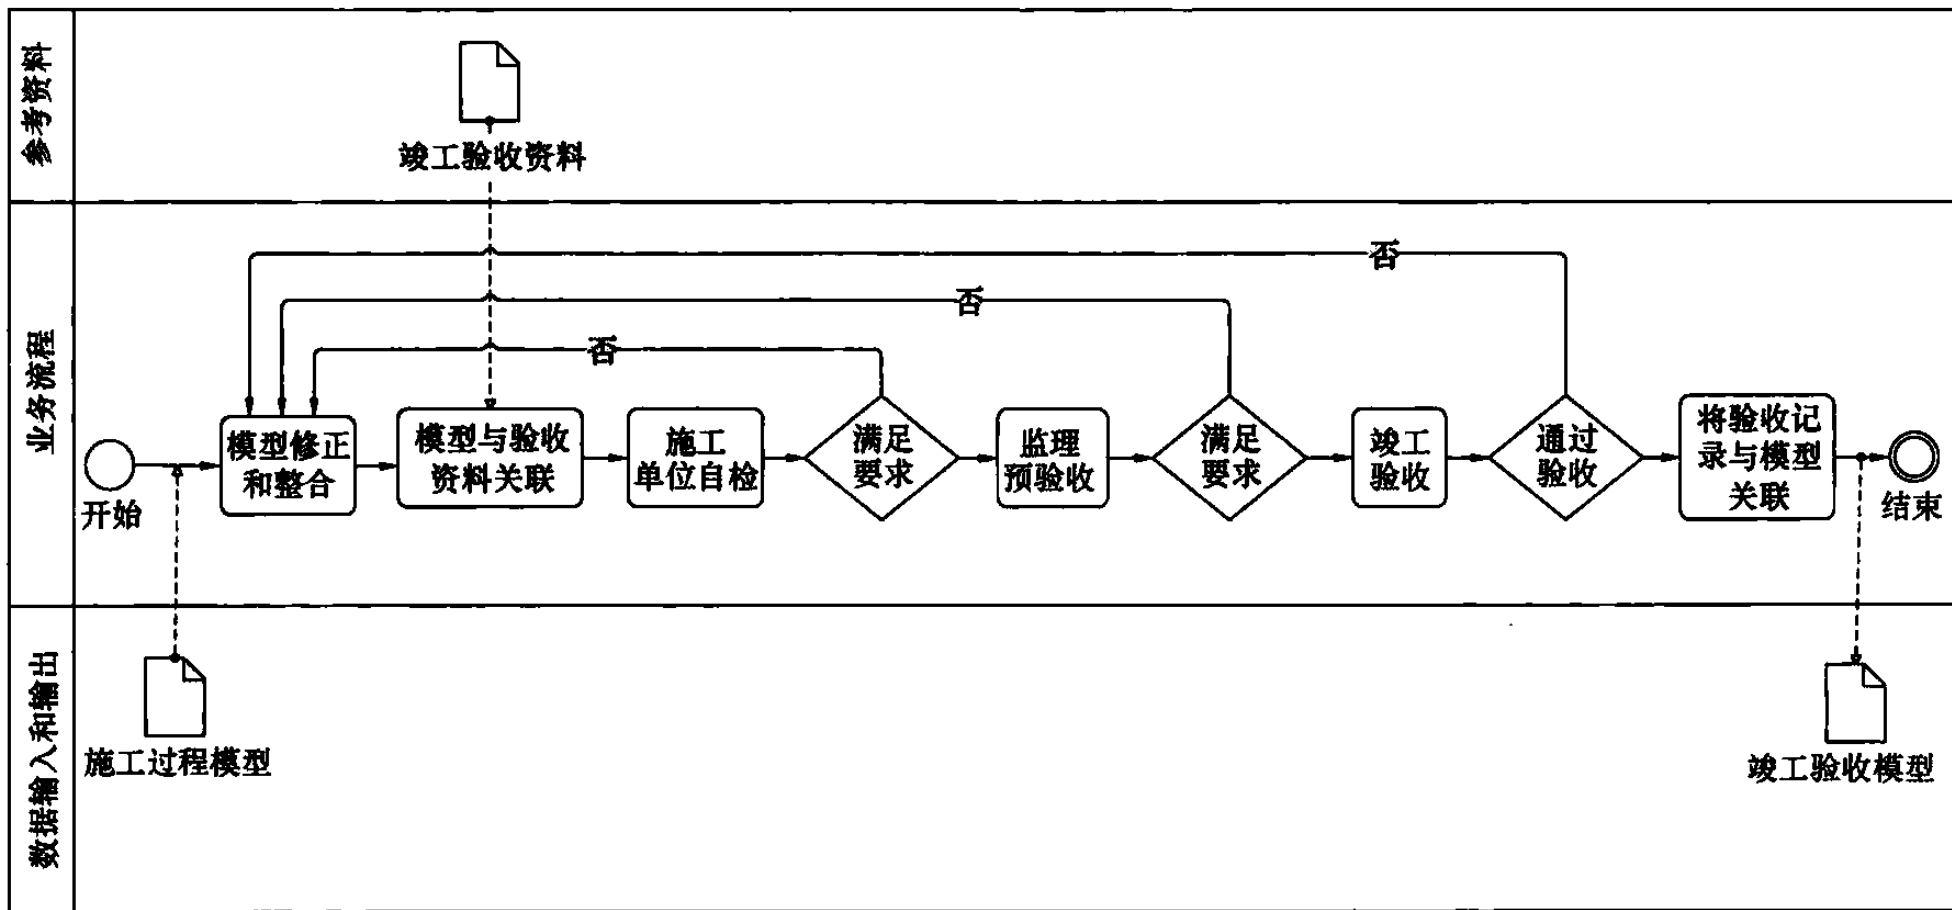 参考资料
竣工验收资料
业务流程
否
否
否
开始
模型修正
和整合
模型与验收
资料关联
施工
单位自检
满足
要求
监理
预验收
满足
要求
竣工
验收
通过
验收
将验收记
录与模型
关联
结束
数据输入和输出
施工过程模型
竣工验收模型